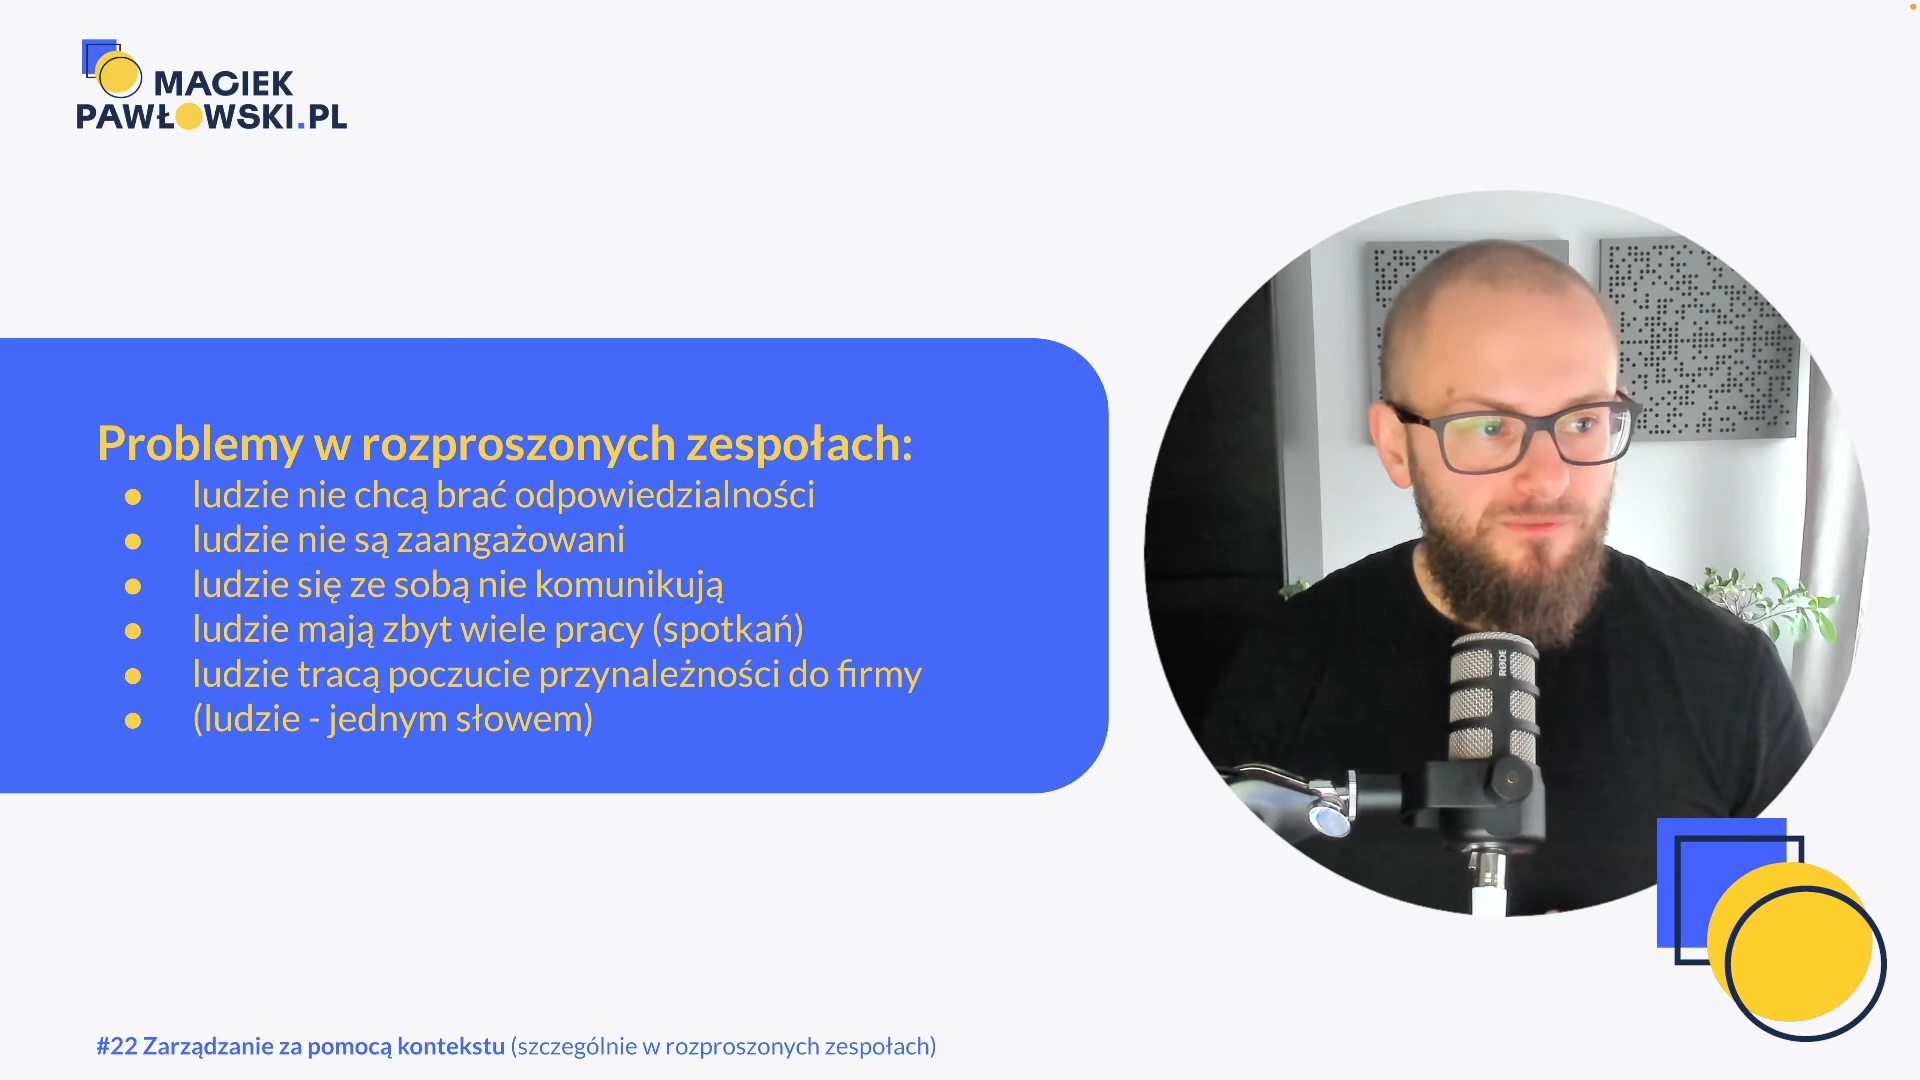 MACIEK
PAWŁOWSKI.PL
Problemy w rozproszonych zespołach:
● ludzie nie chcą brać odpowiedzialności
● ludzie nie są zaangażowani
● ludzie się ze sobą nie komunikują
● ludzie mają zbyt wiele pracy (spotkań)
● ludzie tracą poczucie przynależności do firmy
● (ludzie - jednym słowem)
RØDE
#22 Zarządzanie za pomocą kontekstu (szczególnie w rozproszonych zespołach)